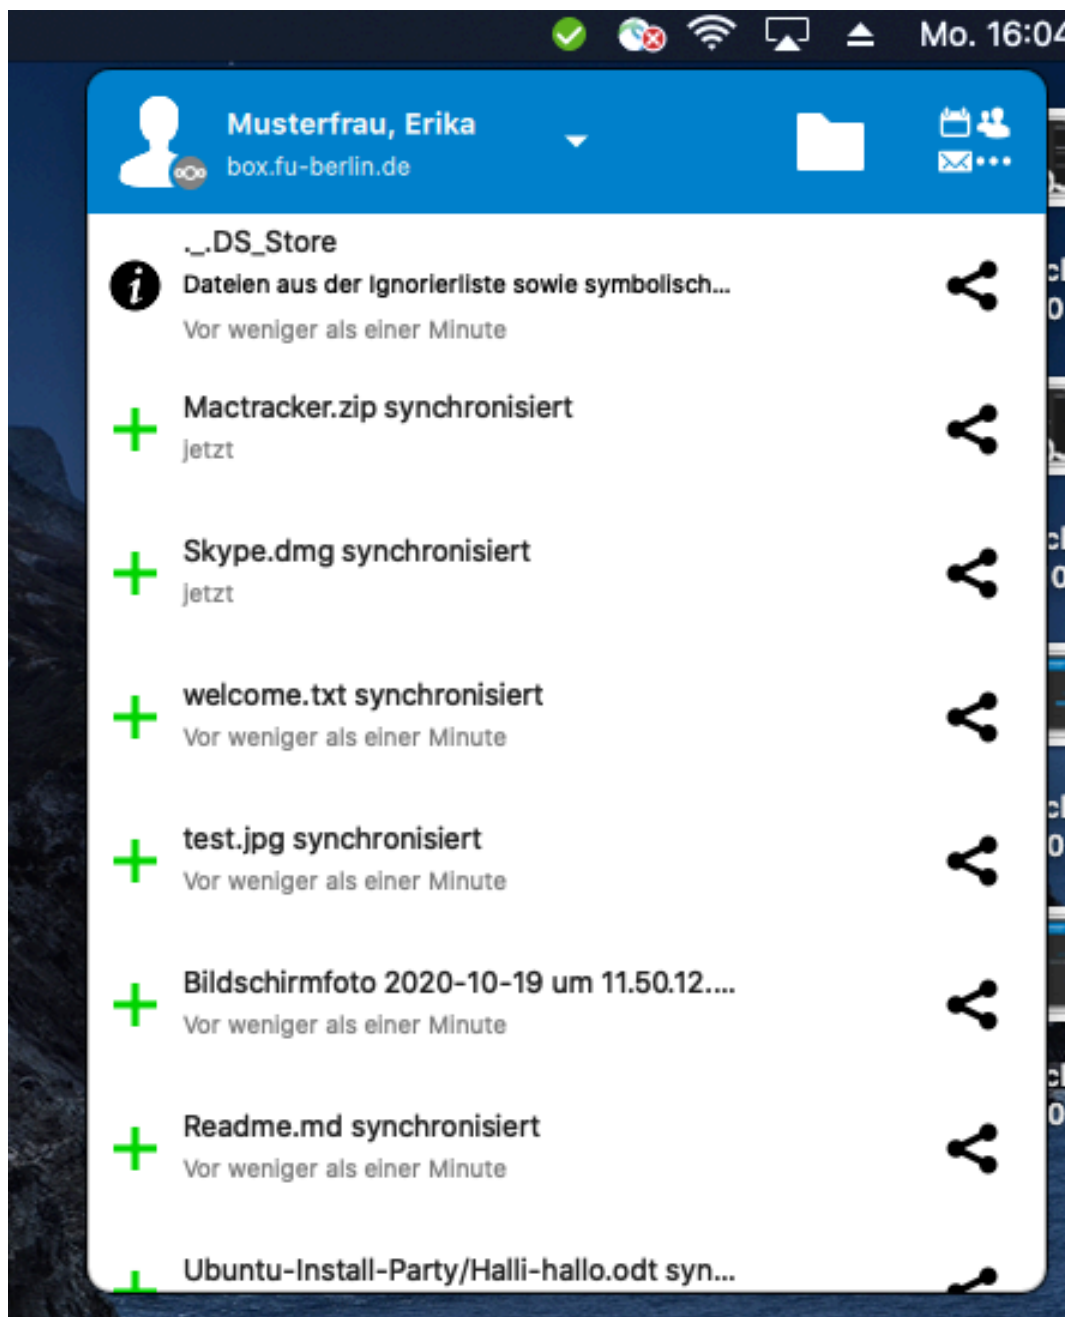 Mo. 16:04
Musterfrau, Erika
box.fu-berlin.de
._.DS_Store
Dateien aus der Ignorierliste sowie symbolisch...
Vor weniger als einer Minute
Mactracker.zip synchronisiert
jetzt
Skype.dmg synchronisiert
jetzt
welcome.txt synchronisiert
Vor weniger als einer Minute
test.jpg synchronisiert
Vor weniger als einer Minute
Bildschirmfoto 2020-10-19 um 11.50.12....
Vor weniger als einer Minute
Readme.md synchronisiert
Vor weniger als einer Minute
Ubuntu-Install-Party/Halli-hallo.odt syn...